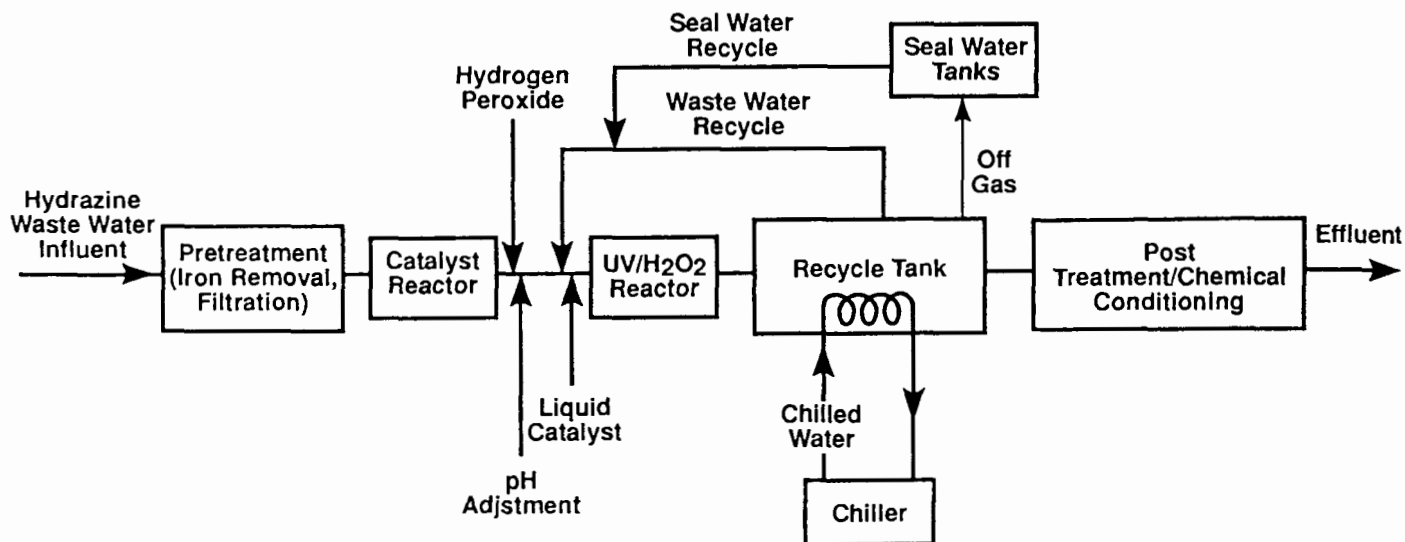 Seal Water
Recycle
Seal Water
Tanks
Hydrogen
Peroxide
Waste Water
Recycle
Off
Gas
Hydrazine
Waste Water
Influent
Pretreatment
(Iron Removal,
Filtration)
Catalyst
Reactor
UV/H2O2
Reactor
Recycle Tank
Post
Treatment/Chemical
Conditioning
Effluent
Liquid
Catalyst
pH
Adjstment
Chilled
Water
Chiller